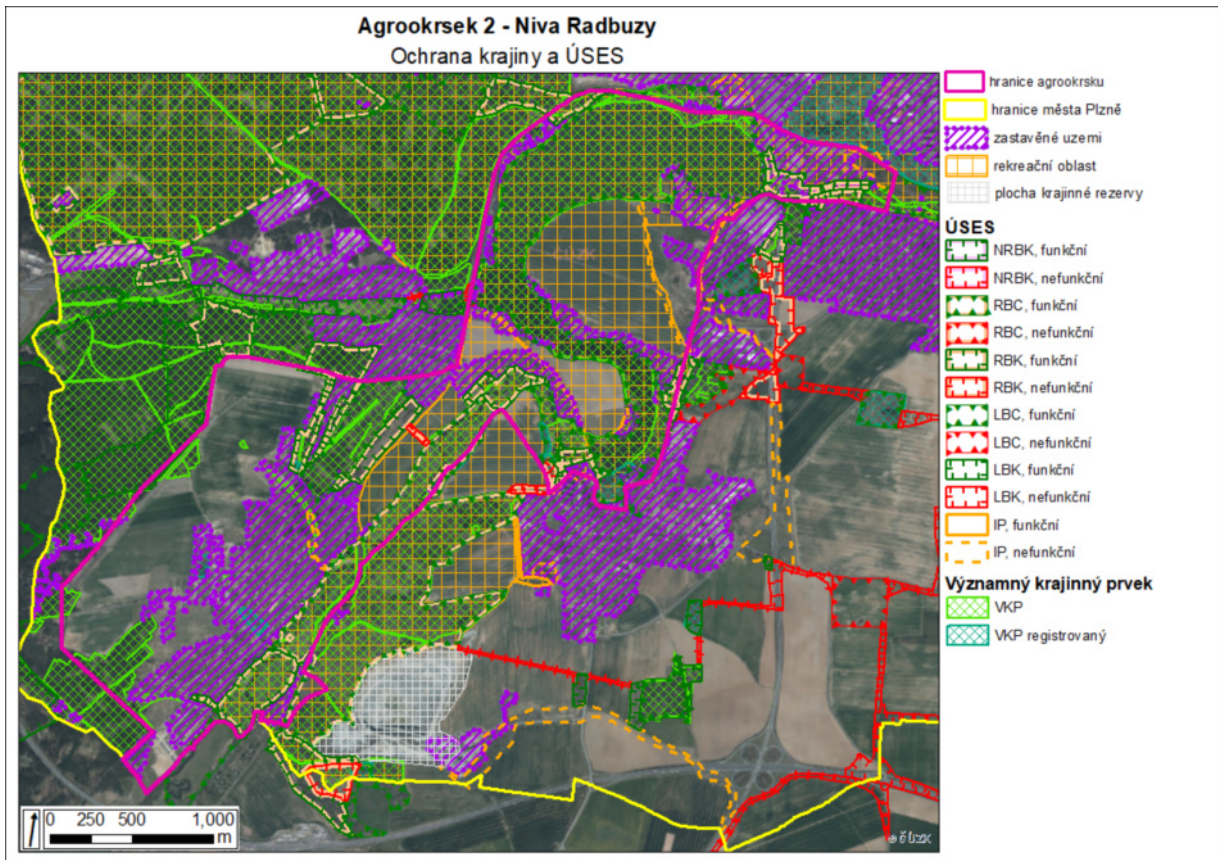 Agrookrsek 2 - Niva Radbuzy
Ochrana krajiny a ÚSES
hranice agrookrsku
hranice města Plzně
zastavěné uzemi
rekreační oblast
plocha krajinné rezervy
ÚSES
NRBK, funkční
NRBK, nefunkční
RBC, funkční
RBC, nefunkční
RBK, funkční
RBK, nefunkční
LBC, funkční
LBC, nefunkční
LBK, funkční
LBK, nefunkční
IP, funkční
IP, nefunkční
Významný krajinný prvek
VKP
VKP registrovaný
0 250 500 1,000
m
© ČÚZK